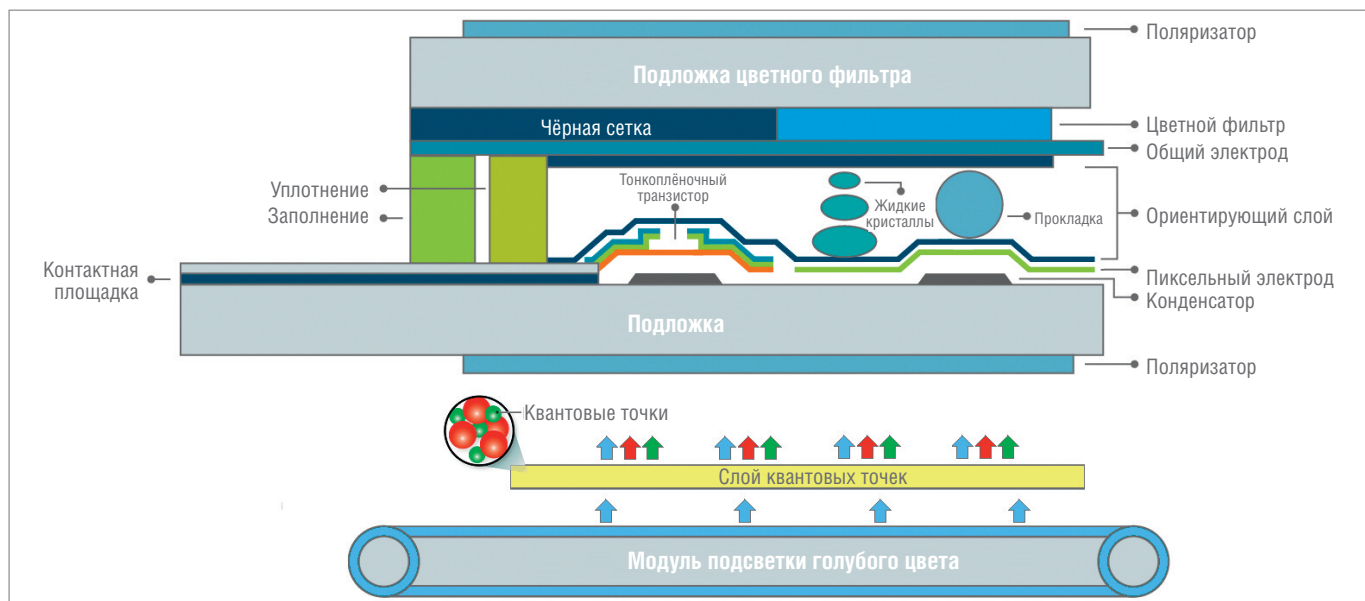 Поляризатор
Подложка цветного фильтра
Чёрная сетка
Цветной фильтр
Общий электрод
Уплотнение
Заполнение
Тонкоплёночный
транзистор
Жидкие
кристаллы
Прокладка
Ориентирующий слой
Контактная
площадка
Пиксельный электрод
Конденсатор
Подложка
Поляризатор
Квантовые точки
Слой квантовых точек
Модуль подсветки голубого цвета